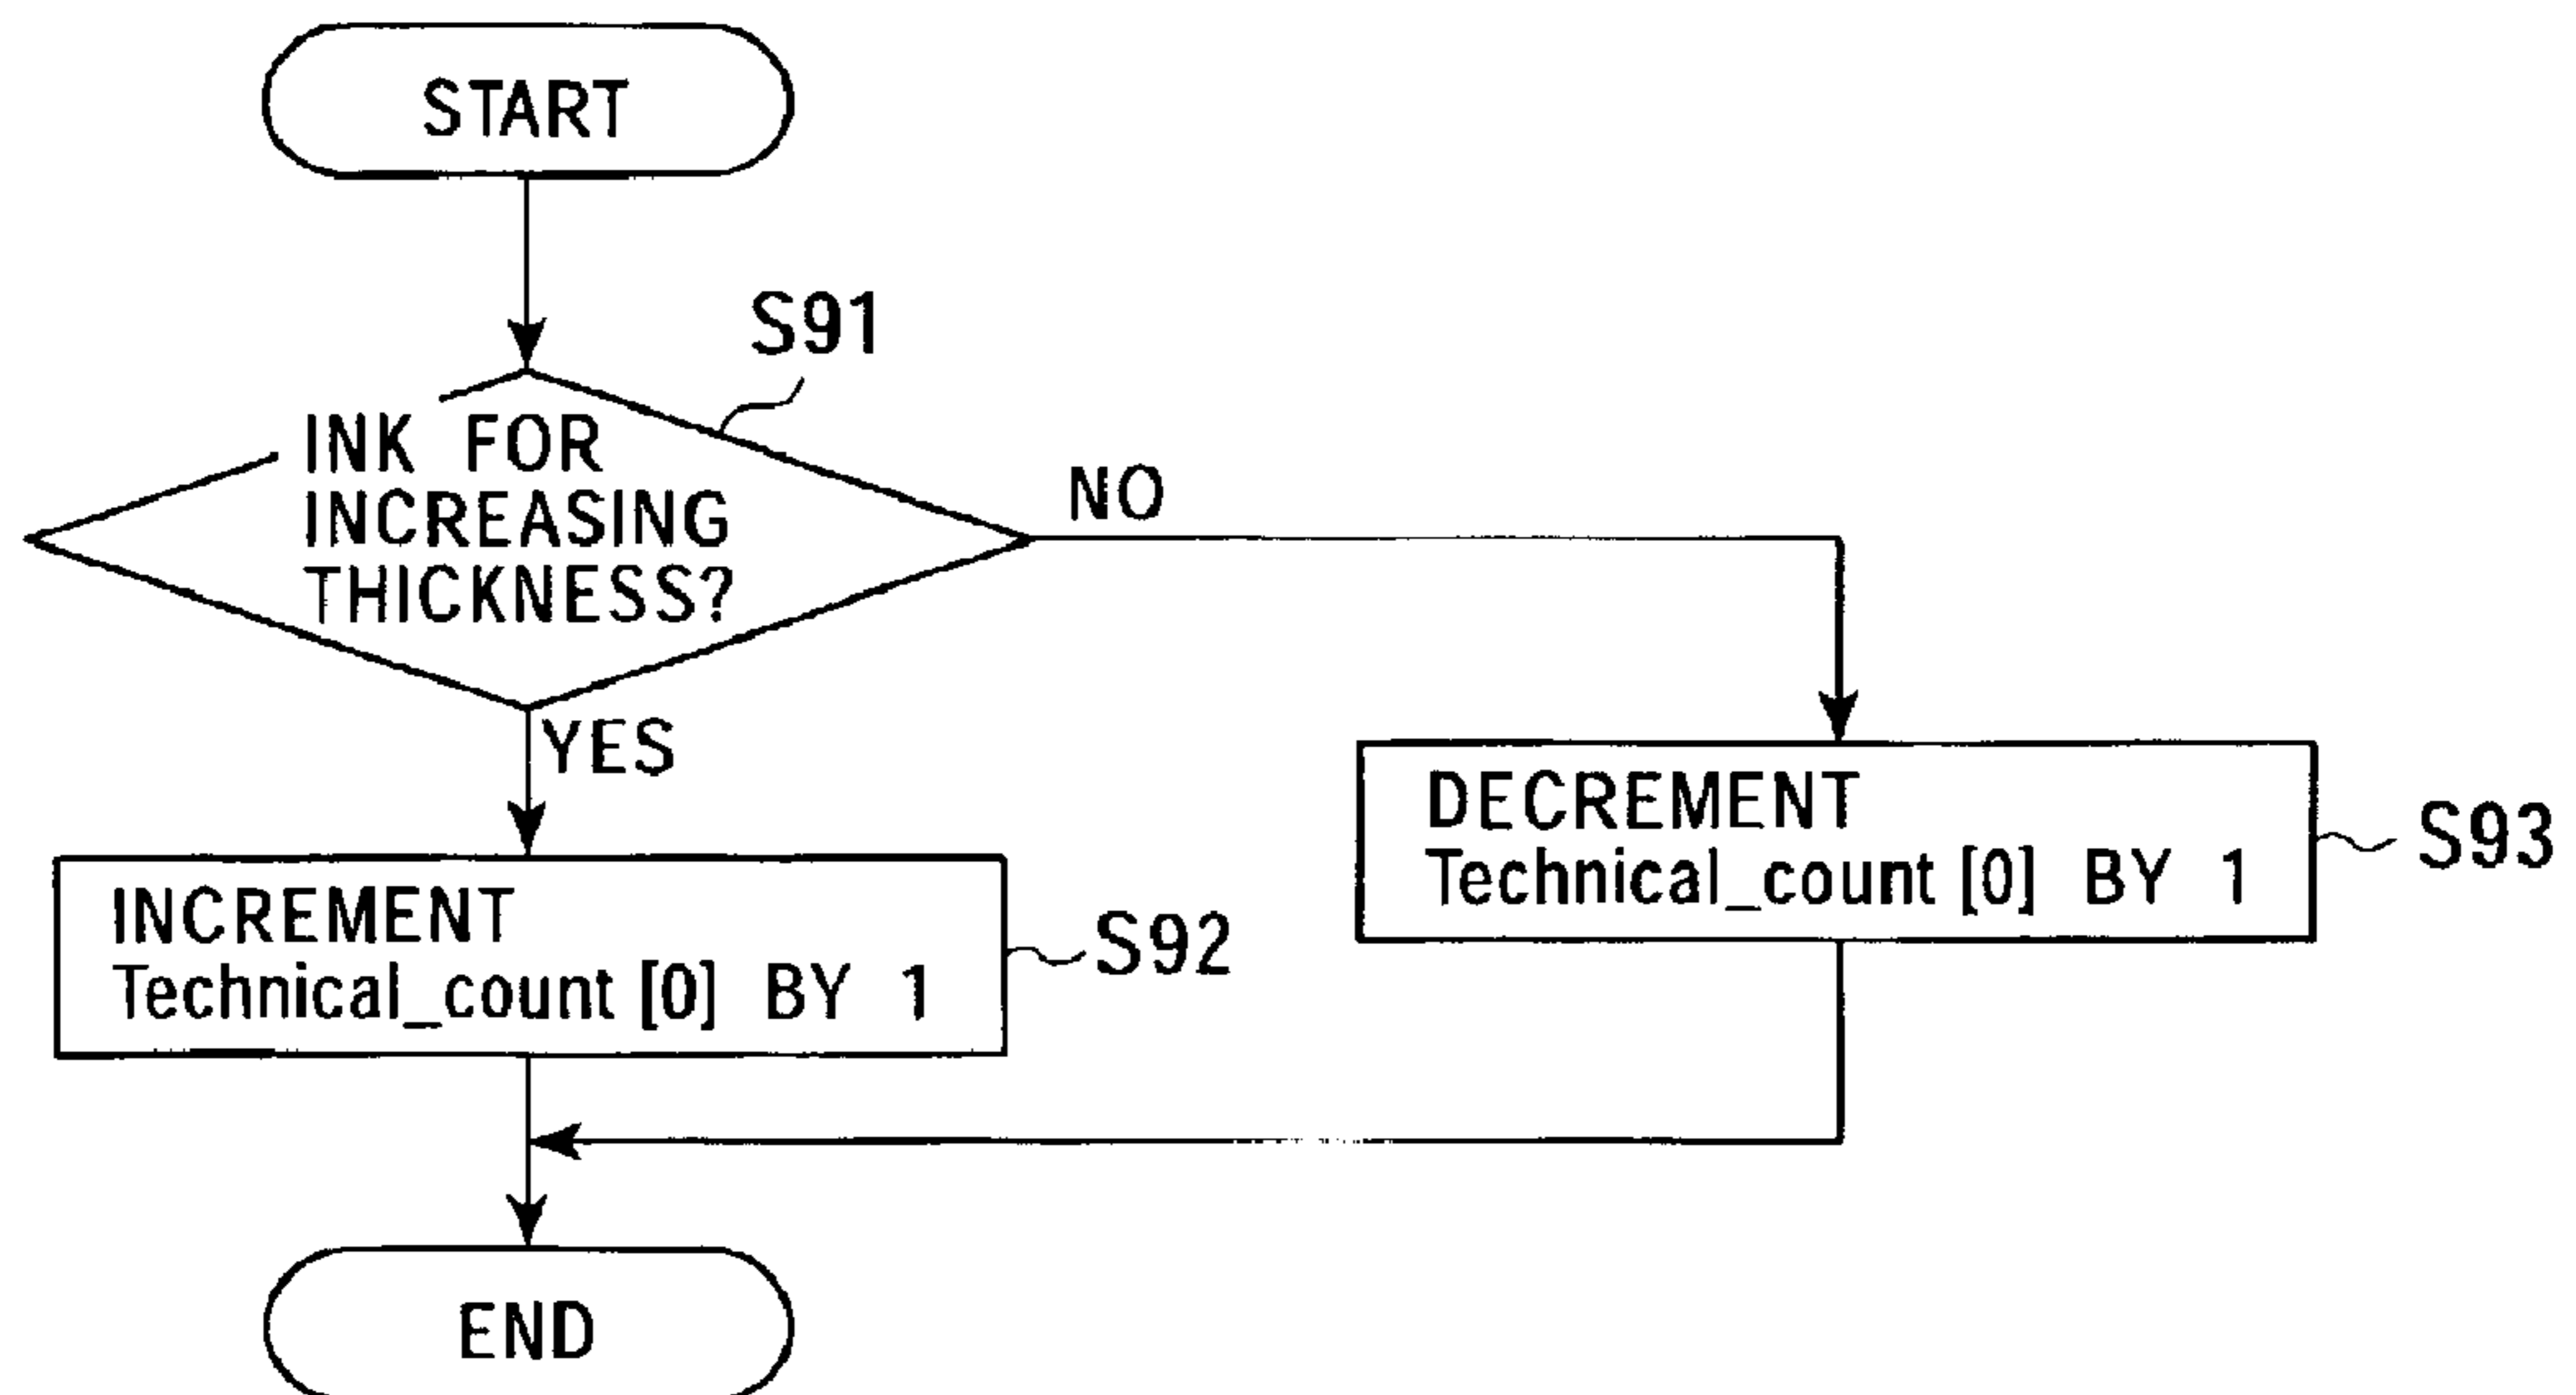 START
S91
INK FOR
INCREASING
THICKNESS?
NO
YES
DECREMENT
Technical_count [0] BY 1
S93
INCREMENT
Technical_count [0] BY 1
S92
END